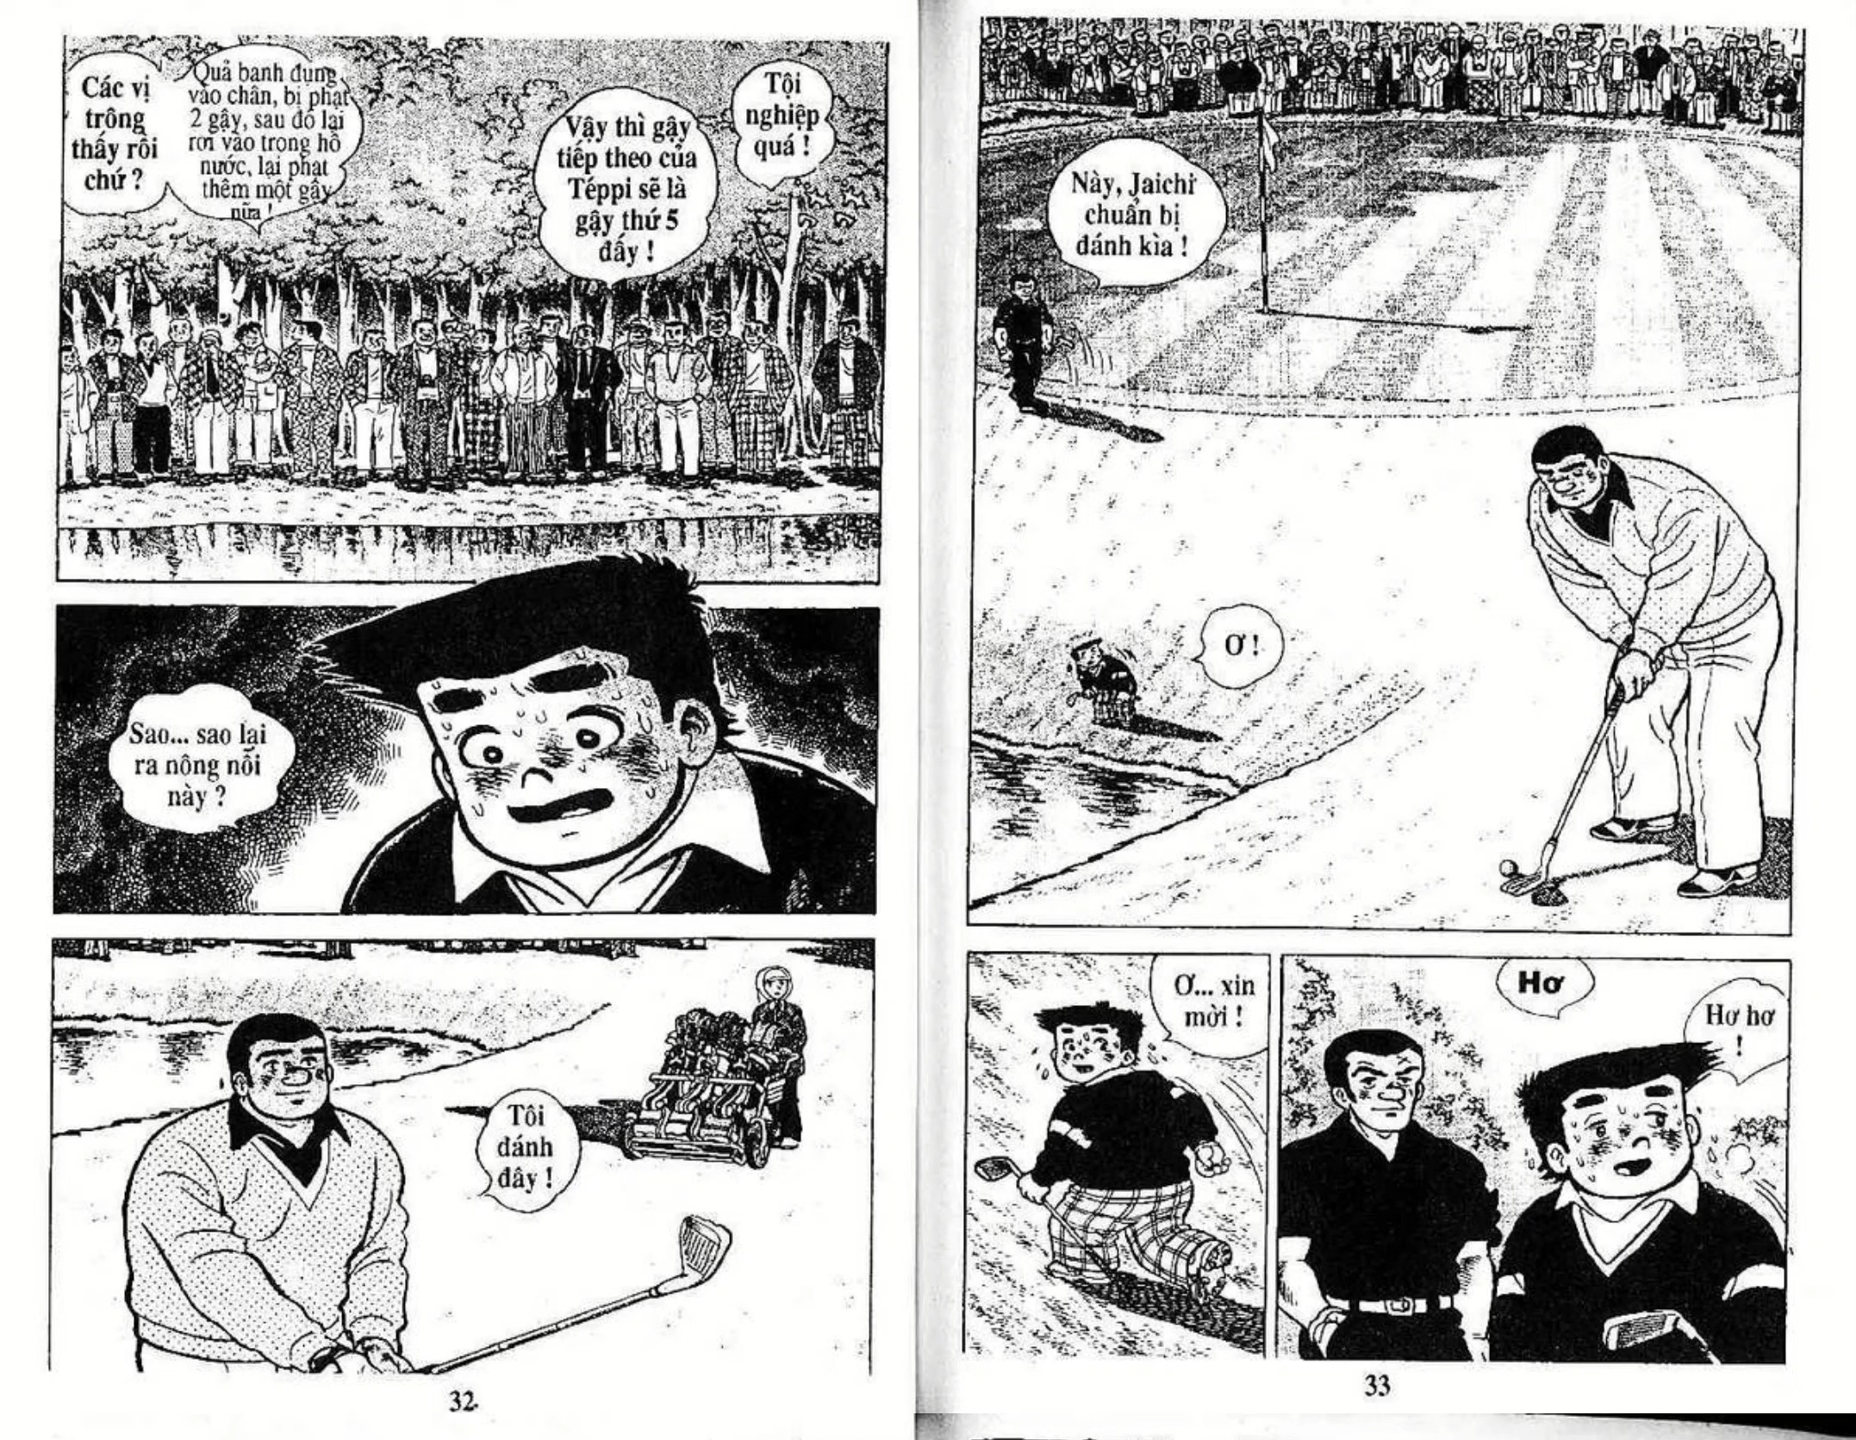 Các vị
trông
thấy rồi
chứ ?
Quả banh đụng
vào chân, bị phạt
2 gậy, sau đó lại
rơi vào trong hồ
nước, lại phạt
thêm một gậy
nữa !
Vậy thì gậy
tiếp theo của
Téppi sẽ là
gậy thứ 5
đấy !
Tội
nghiệp
quá !
Sao... sao lại
ra nông nỗi
này ?
Tôi
đánh
đây !
32
Này, Jaichi
chuẩn bị
đánh kìa !
Ơ !
Ơ... xin
mời !
Hơ
Hơ hơ
!
33